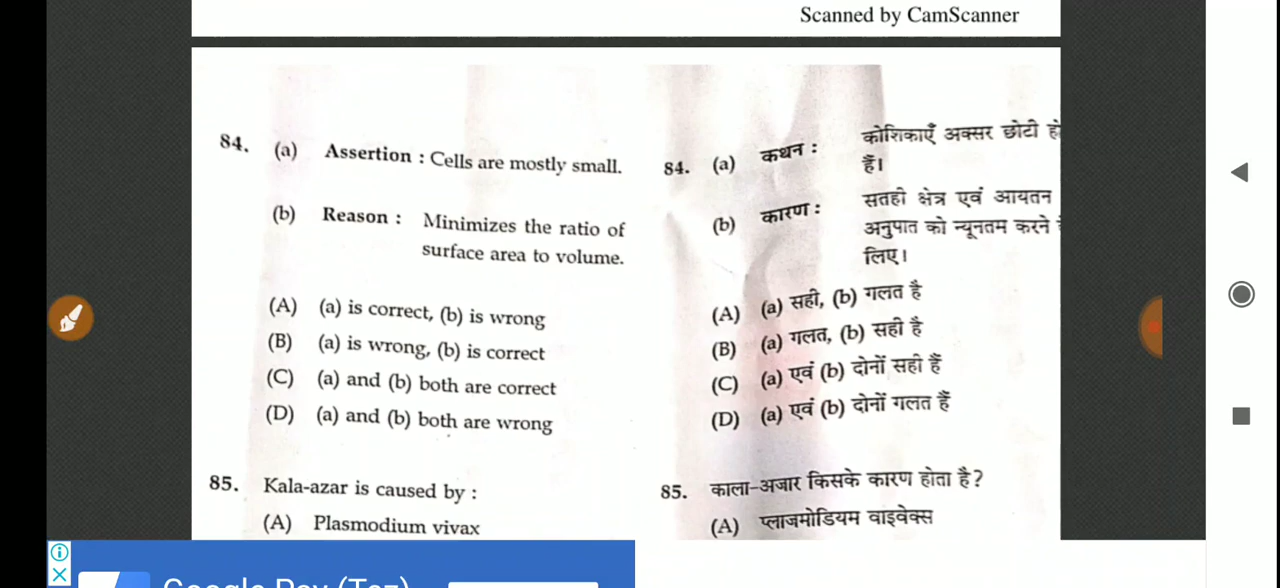 Scanned by CamScanner
84. (a) Assertion : Cells are mostly small.
(b) Reason : Minimizes the ratio of
surface area to volume.
(A) (a) is correct, (b) is wrong
(B) (a) is wrong, (b) is correct
(C) (a) and (b) both are correct
(D) (a) and (b) both are wrong
85. Kala-azar is caused by :
(A) Plasmodium vivax
84. (a) कथन : कोशिकाएँ अक्सर छोटी हो
हैं।
(b) कारण : सतही क्षेत्र एवं आयतन
अनुपात को न्यूनतम करने
लिए।
(A) (a) सही, (b) गलत है
(B) (a) गलत, (b) सही है
(C) (a) एवं (b) दोनों सही हैं
(D) (a) एवं (b) दोनों गलत हैं
85. काला-अजार किसके कारण होता है?
(A) प्लाजमोडियम वाइवेक्स
Google Pay (Tez)